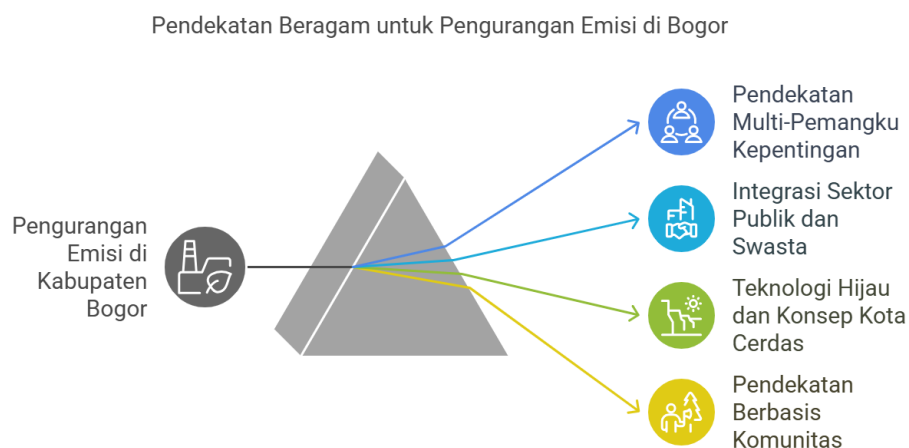 Pendekatan Beragam untuk Pengurangan Emisi di Bogor
Pengurangan
Emisi di
Kabupaten
Bogor
Pendekatan
Multi-Pemangku
Kepentingan
Integrasi Sektor
Publik dan
Swasta
Teknologi Hijau
dan Konsep Kota
Cerdas
Pendekatan
Berbasis
Komunitas